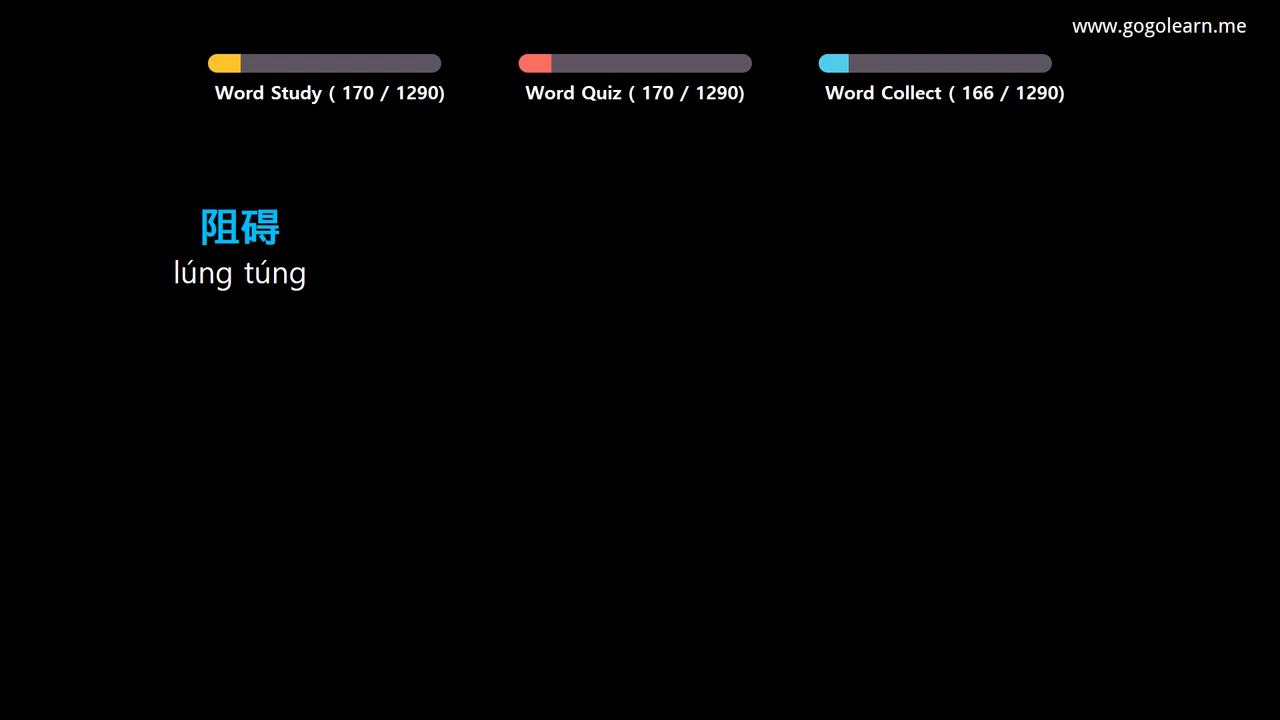 www.gogolearn.me
Word Study ( 170 / 1290)
Word Quiz ( 170 / 1290)
Word Collect ( 166 / 1290)
阻碍
lúng túng